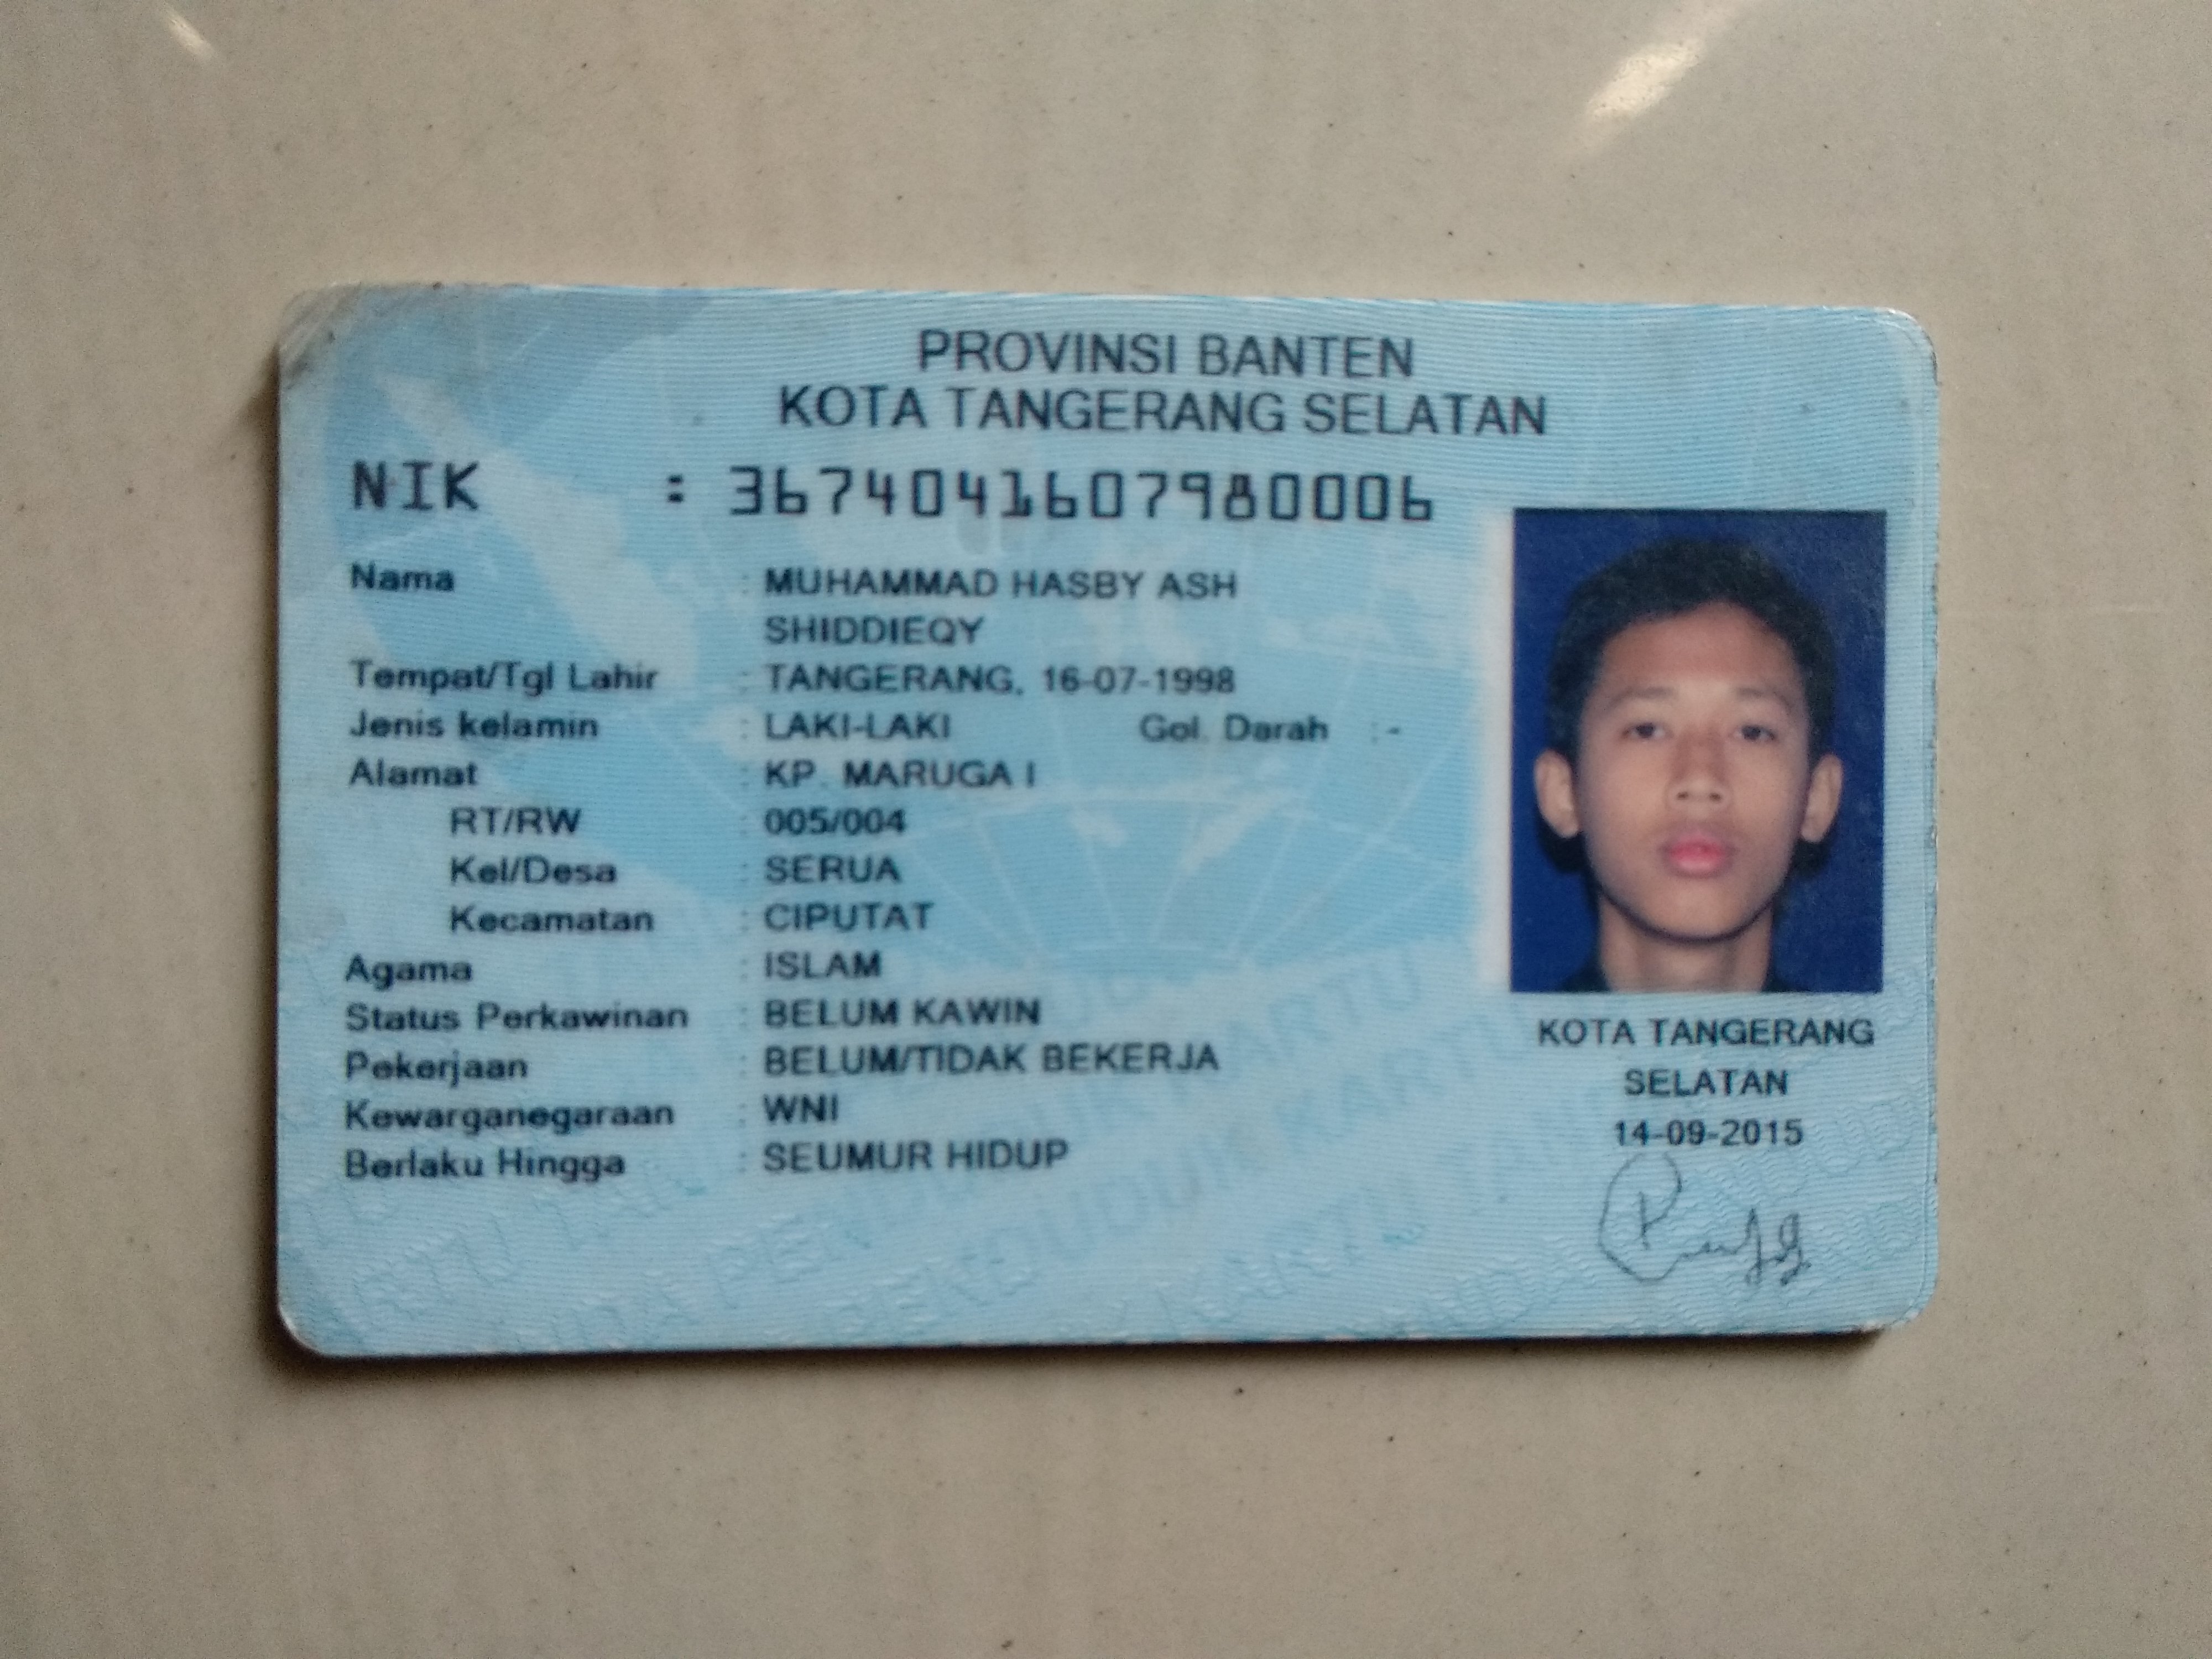 PROVINSI BANTEN
KOTA TANGERANG SELATAN
NIK : 3674041607980006
Nama : MUHAMMAD HASBY ASH
SHIDDIEQY
Tempat/Tgl Lahir : TANGERANG, 16-07-1998
Jenis kelamin : LAKI-LAKI Gol. Darah : -
Alamat : KP. MARUGA I
RT/RW : 005/004
Kel/Desa : SERUA
Kecamatan : CIPUTAT
Agama : ISLAM
Status Perkawinan : BELUM KAWIN
Pekerjaan : BELUM/TIDAK BEKERJA
Kewarganegaraan : WNI
Berlaku Hingga : SEUMUR HIDUP
KOTA TANGERANG
SELATAN
14-09-2015